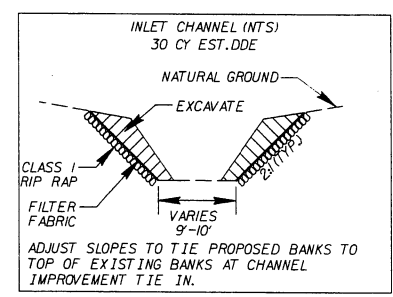 INLET CHANNEL (NTS)
30 CY EST.DDE
NATURAL GROUND
EXCAVATE
CLASS I
RIP RAP
2:1 (TYP.)
FILTER
FABRIC
VARIES
9'-10'
ADJUST SLOPES TO TIE PROPOSED BANKS TO
TOP OF EXISTING BANKS AT CHANNEL
IMPROVEMENT TIE IN.